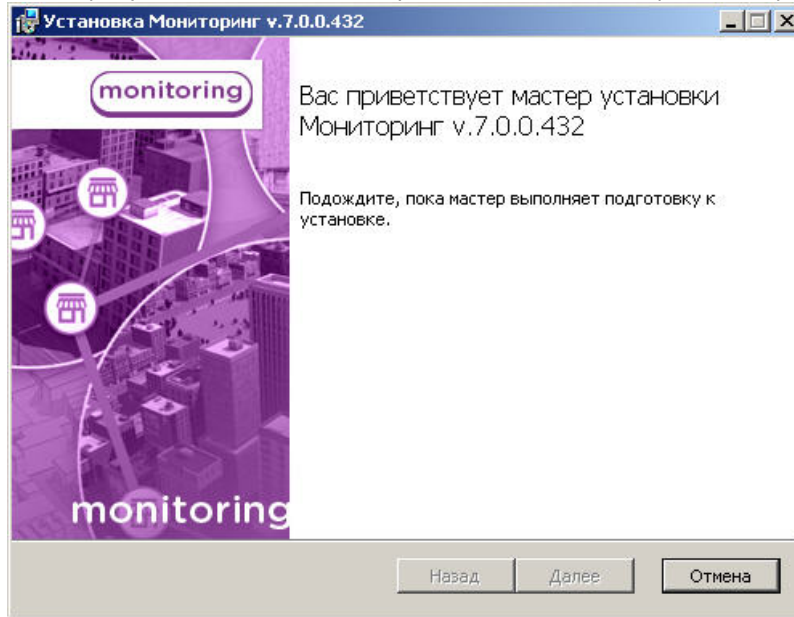 Установка Мониторинг v.7.0.0.432
monitoring
Вас приветствует мастер установки
Мониторинг v.7.0.0.432
Подождите, пока мастер выполняет подготовку к
установке.
monitoring
Назад
Далее
Отмена